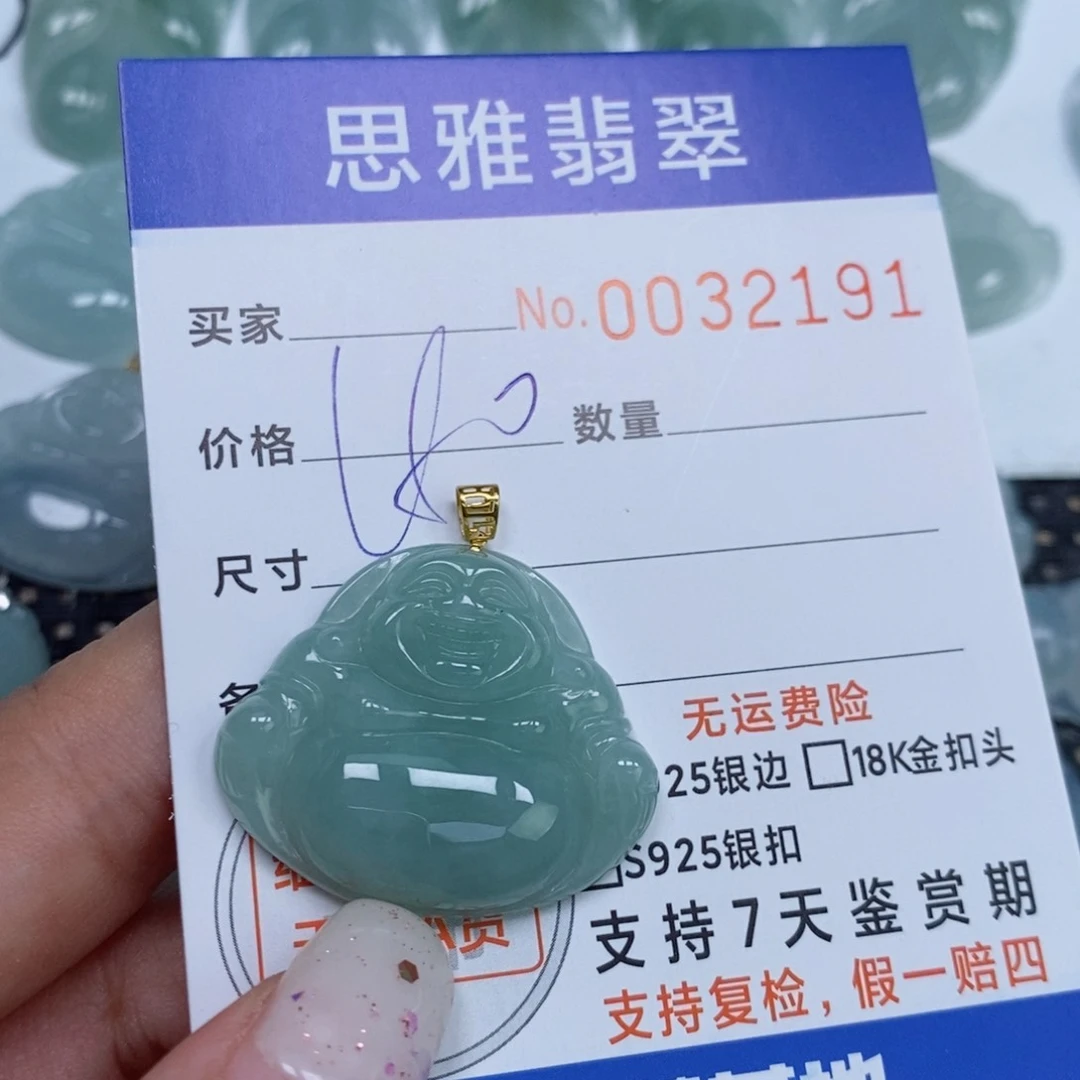 思雅翡翠
买家 No.0032191
价格 数量
尺寸
无运费险
25银边 □18K金扣头
□S925银扣
支持7天鉴赏期
支持复检，假一赔四